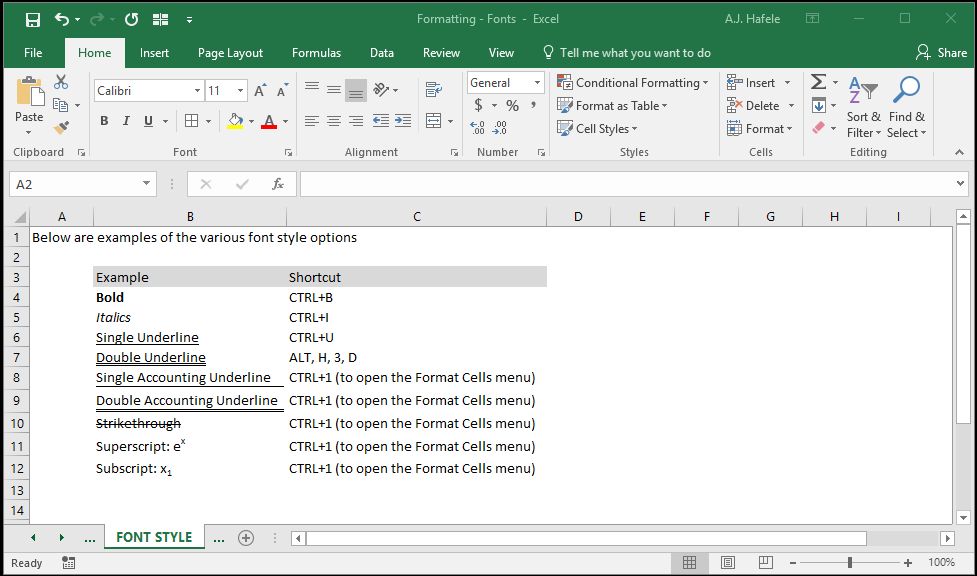 Formatting - Fonts - Excel
A.J. Hafele
File Home Insert Page Layout Formulas Data Review View Tell me what you want to do Share
Calibri 11 General
Conditional Formatting Insert
Paste B I U $ % , Format as Table Delete Sort & Find &
Cell Styles Format Filter Select
Clipboard Font Alignment Number Styles Cells Editing
A2 fx
A B C D E F G H I
1 Below are examples of the various font style options
2
3 Example Shortcut
4 Bold CTRL+B
5 Italics CTRL+I
6 Single Underline CTRL+U
7 Double Underline ALT, H, 3, D
8 Single Accounting Underline CTRL+1 (to open the Format Cells menu)
9 Double Accounting Underline CTRL+1 (to open the Format Cells menu)
10 Strikethrough CTRL+1 (to open the Format Cells menu)
11 Superscript: eˣ CTRL+1 (to open the Format Cells menu)
12 Subscript: x₁ CTRL+1 (to open the Format Cells menu)
13
14
... FONT STYLE ...
Ready 100%